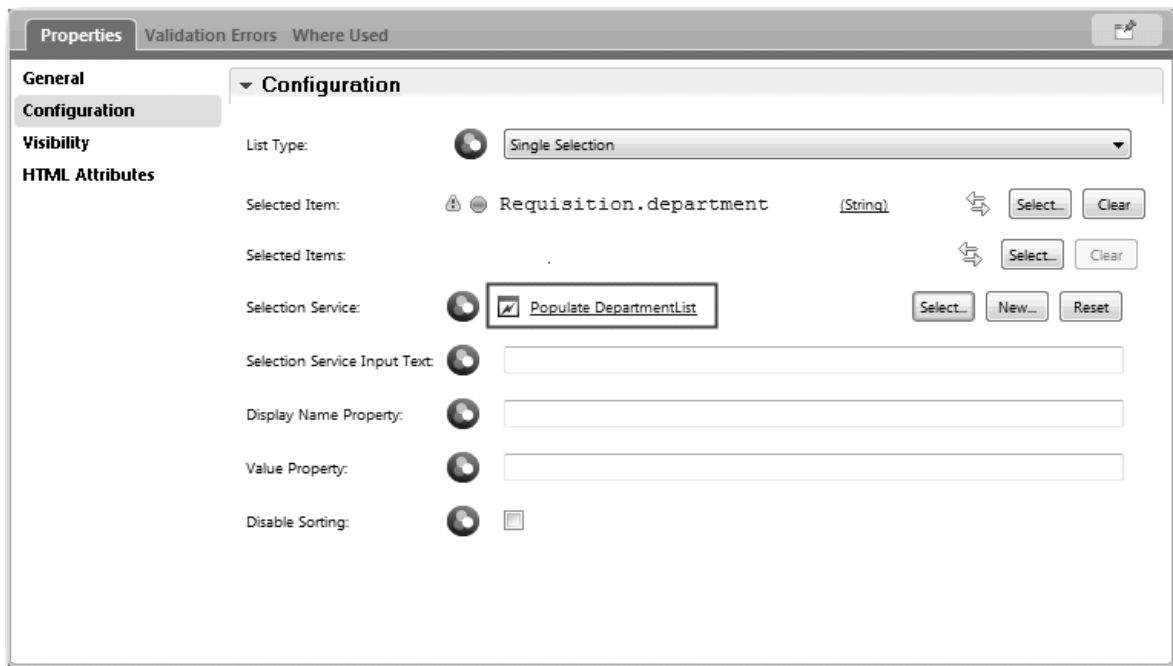 Properties Validation Errors Where Used
General
Configuration
Visibility
HTML Attributes
Configuration
List Type: Single Selection
Selected Item: Requisition.department (String) Select... Clear
Selected Items: Select... Clear
Selection Service: Populate DepartmentList Select... New... Reset
Selection Service Input Text:
Display Name Property:
Value Property:
Disable Sorting: